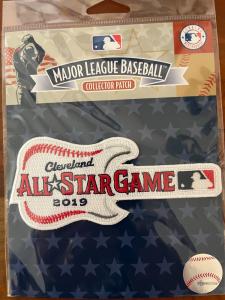 MAJOR LEAGUE BASEBALL
COLLECTOR PATCH
Cleveland
ALL STAR GAME
2019